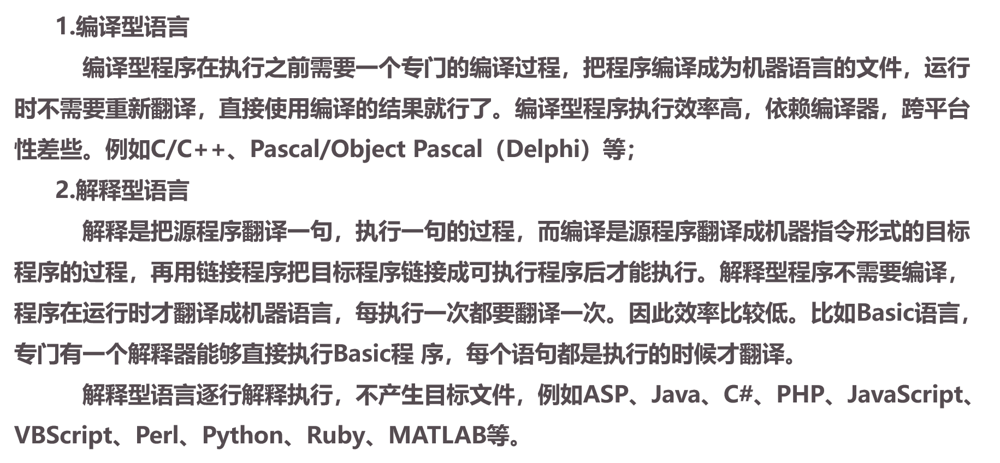 1.编译型语言
编译型程序在执行之前需要一个专门的编译过程，把程序编译成为机器语言的文件，运行
时不需要重新翻译，直接使用编译的结果就行了。编译型程序执行效率高，依赖编译器，跨平台
性差些。例如C/C++、Pascal/Object Pascal（Delphi）等；
2.解释型语言
解释是把源程序翻译一句，执行一句的过程，而编译是源程序翻译成机器指令形式的目标
程序的过程，再用链接程序把目标程序链接成可执行程序后才能执行。解释型程序不需要编译，
程序在运行时才翻译成机器语言，每执行一次都要翻译一次。因此效率比较低。比如Basic语言，
专门有一个解释器能够直接执行Basic程 序，每个语句都是执行的时候才翻译。
解释型语言逐行解释执行，不产生目标文件，例如ASP、Java、C#、PHP、JavaScript、
VBScript、Perl、Python、Ruby、MATLAB等。